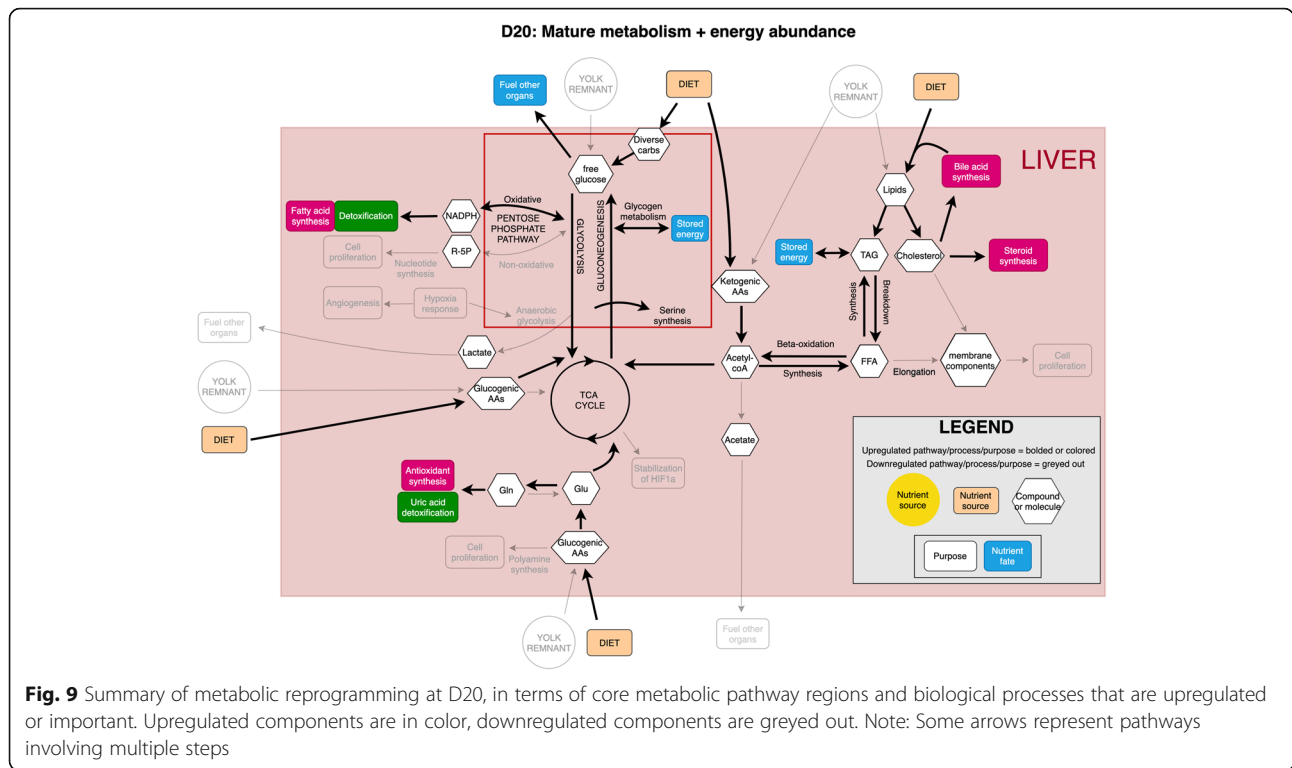 D20: Mature metabolism + energy abundance
Fuel other
organs
YOLK
REMNANT
DIET
YOLK
REMNANT
DIET
LIVER
Diverse
carbs
free
glucose
Bile acid
synthesis
Lipids
Fatty acid
synthesis
Detoxification
NADPH
Oxidative
PENTOSE
PHOSPHATE
PATHWAY
R-5P
Non-oxidative
Cell
proliferation
Nucleotide
synthesis
GLYCOLYSIS
GLUCONEOGENESIS
Glycogen
metabolism
Stored
energy
Stored
energy
TAG
Cholesterol
Steroid
synthesis
Ketogenic
AAs
Angiogenesis
Hypoxia
response
Anaerobic
glycolysis
Serine
synthesis
Synthesis
Breakdown
Fuel other
organs
Lactate
Acetyl-
coA
Beta-oxidation
Synthesis
FFA
Elongation
membrane
components
Cell
proliferation
YOLK
REMNANT
Glucogenic
AAs
TCA
CYCLE
DIET
Acetate
Stabilization
of HIF1a
Antioxidant
synthesis
Uric acid
detoxification
Gln
Glu
Cell
proliferation
Polyamine
synthesis
Glucogenic
AAs
YOLK
REMNANT
DIET
Fuel other
organs
LEGEND
Upregulated pathway/process/purpose = bolded or colored
Downregulated pathway/process/purpose = greyed out
Nutrient
source
Nutrient
source
Compound
or molecule
Purpose
Nutrient
fate
Fig. 9 Summary of metabolic reprogramming at D20, in terms of core metabolic pathway regions and biological processes that are upregulated
or important. Upregulated components are in color, downregulated components are greyed out. Note: Some arrows represent pathways
involving multiple steps